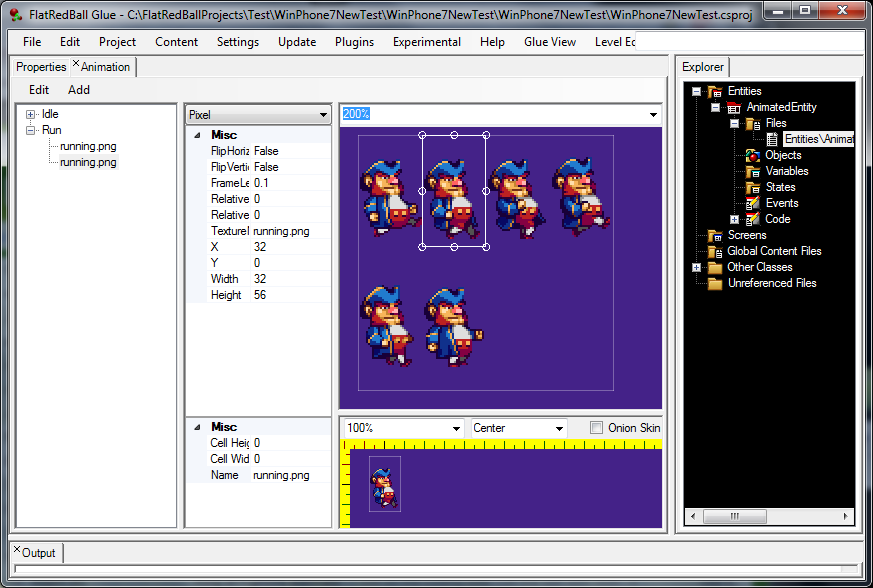 FlatRedBall Glue - C:\FlatRedBallProjects\Test\WinPhone7NewTest\WinPhone7NewTest\WinPhone7NewTest.csproj
File Edit Project Content Settings Update Plugins Experimental Help Glue View Level Ec
Properties Animation
Edit Add
Idle
Run
running.png
running.png
Pixel
Misc
FlipHoriz False
FlipVertic False
FrameLe 0.1
Relative 0
Relative 0
TextureI running.png
X 32
Y 0
Width 32
Height 56
Misc
Cell Heig 0
Cell Wid 0
Name running.png
200%
100% Center Onion Skin
Explorer
Entities
AnimatedEntity
Files
Entities\Animat
Objects
Variables
States
Events
Code
Screens
Global Content Files
Other Classes
Unreferenced Files
Output